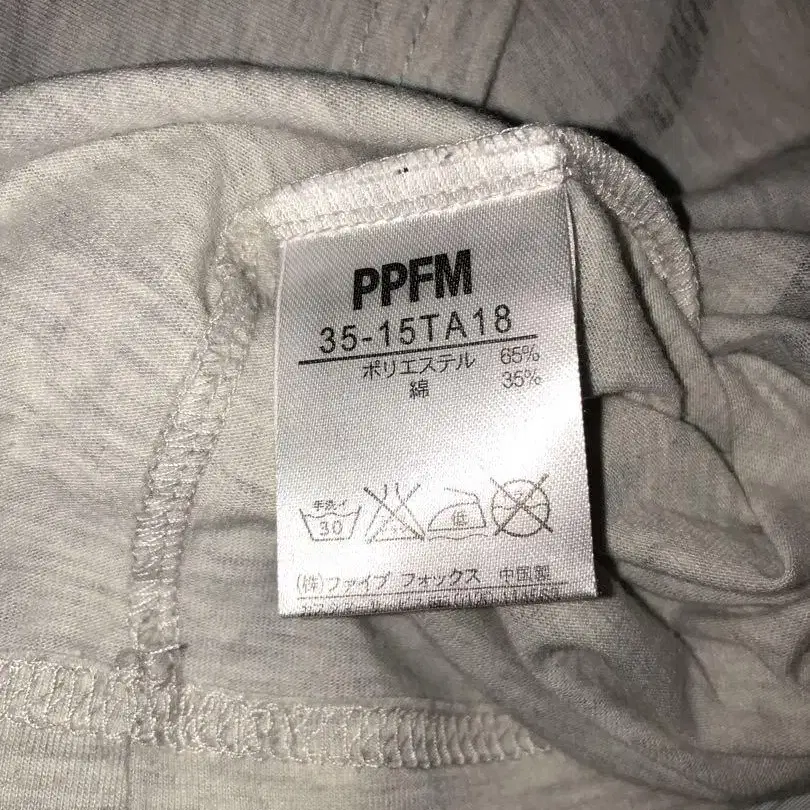 PPFM
35-15TA18
ポリエステル 65%
綿 35%
手洗イ
30
低
(株)ファイブ フォックス 中国製